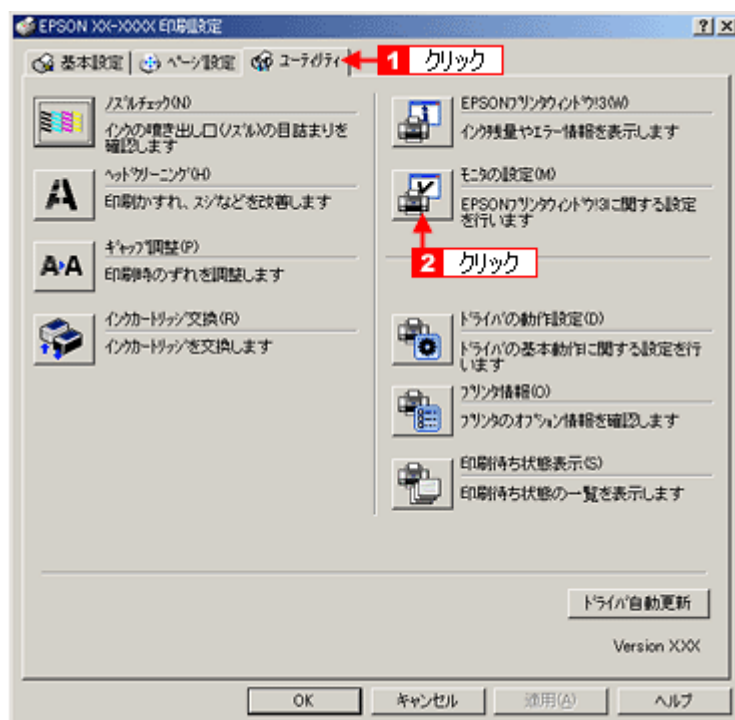 EPSON XX-XXXX 印刷設定
基本設定
ページ設定
ユーティリティ
1 クリック
ノズルチェック(N)
インクの噴き出し口(ノズル)の目詰まりを
確認します
ヘッドクリーニング(H)
印刷かすれ、スジなどを改善します
ギャップ調整(P)
印刷時のずれを調整します
インクカートリッジ交換(R)
インクカートリッジを交換します
EPSONプリンタウィンドウ!3(W)
インク残量やエラー情報を表示します
モニタの設定(M)
EPSONプリンタウィンドウ!3に関する設定
を行います
2 クリック
ドライバの動作設定(D)
ドライバの基本動作に関する設定を行
います
プリンタ情報(O)
プリンタのオプション情報を確認します
印刷待ち状態表示(S)
印刷待ち状態の一覧を表示します
ドライバ自動更新
Version XXX
OK
キャンセル
適用(A)
ヘルプ